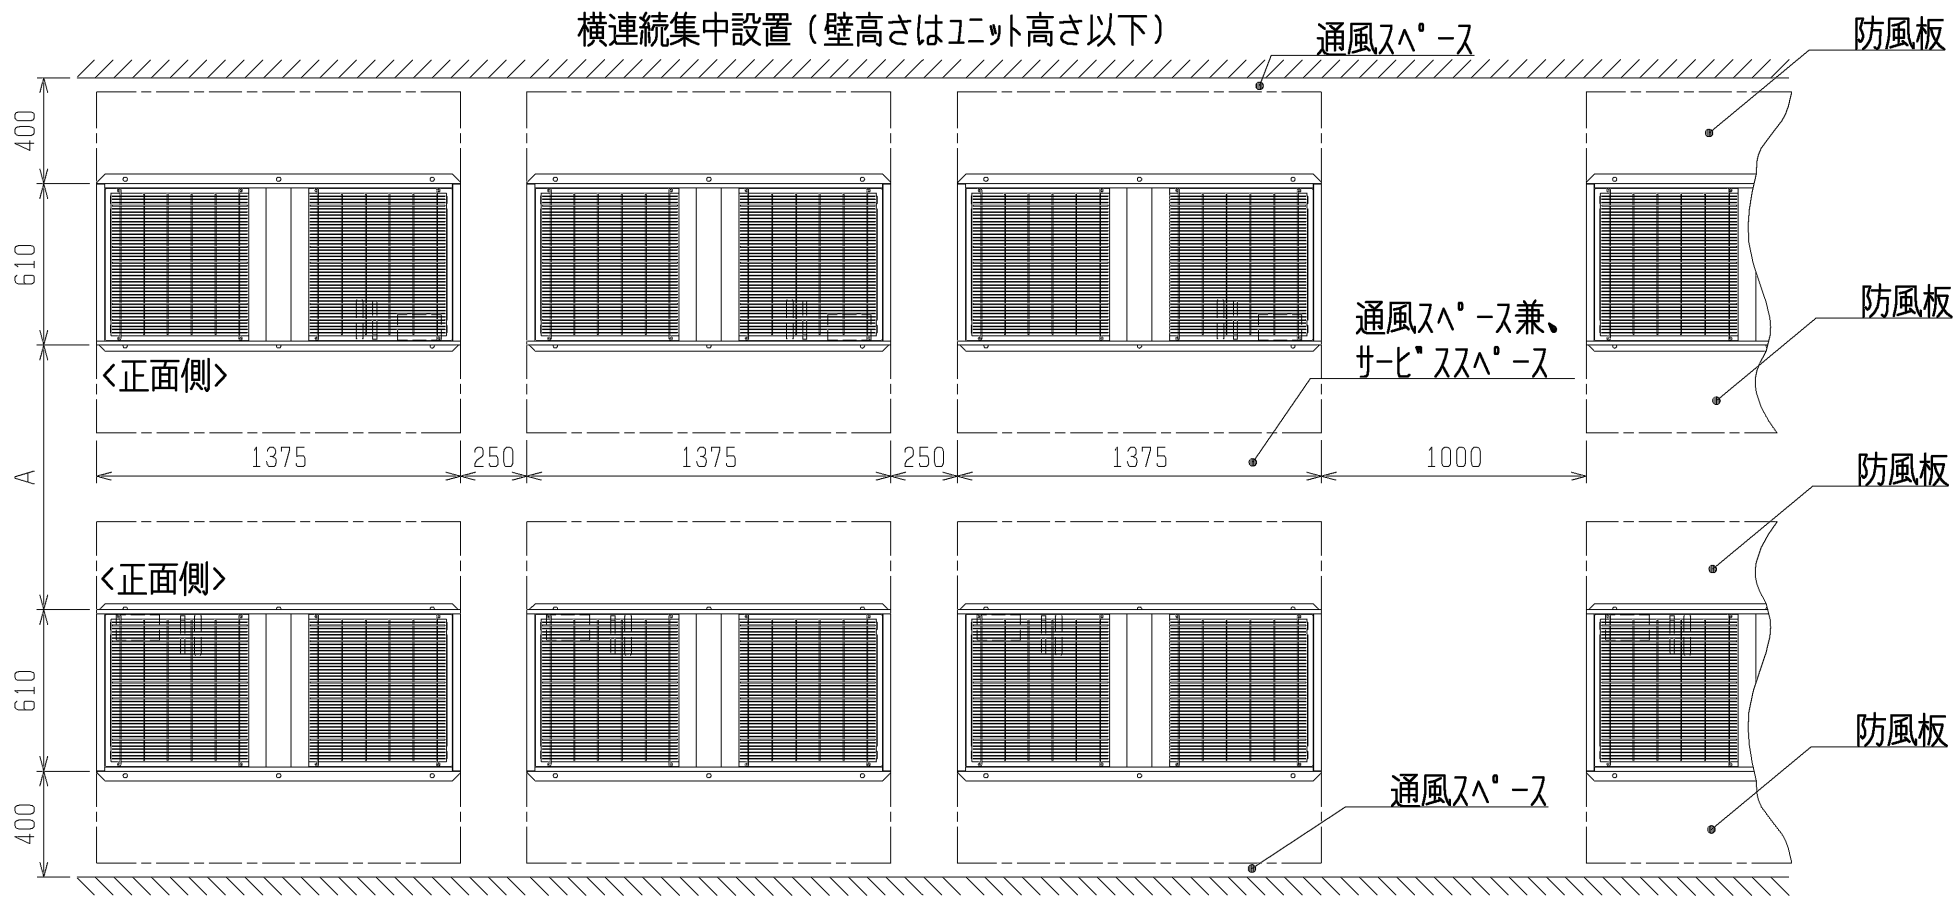 横連続集中設置（壁高さはﾕﾆｯﾄ高さ以下）
通風ｽﾍﾟｰｽ
防風板
400
610
通風ｽﾍﾟｰｽ兼、
ｻｰﾋﾞｽｽﾍﾟｰｽ
防風板
<正面側>
1375
250
1375
250
1375
1000
A
防風板
<正面側>
610
防風板
通風ｽﾍﾟｰｽ
400